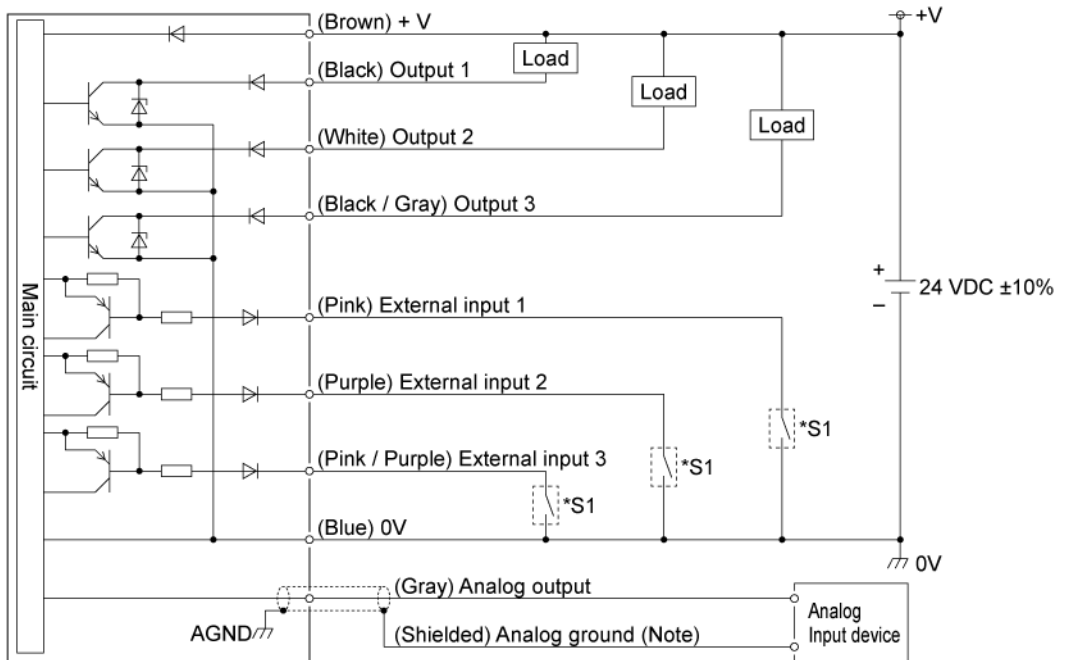 (Brown) + V
+V
Load
(Black) Output 1
Load
Load
(White) Output 2
(Black / Gray) Output 3
Main circuit
+
24 VDC ±10%
−
(Pink) External input 1
(Purple) External input 2
*S1
(Pink / Purple) External input 3
*S1
*S1
(Blue) 0V
0V
(Gray) Analog output
Analog
Input device
AGND
(Shielded) Analog ground (Note)